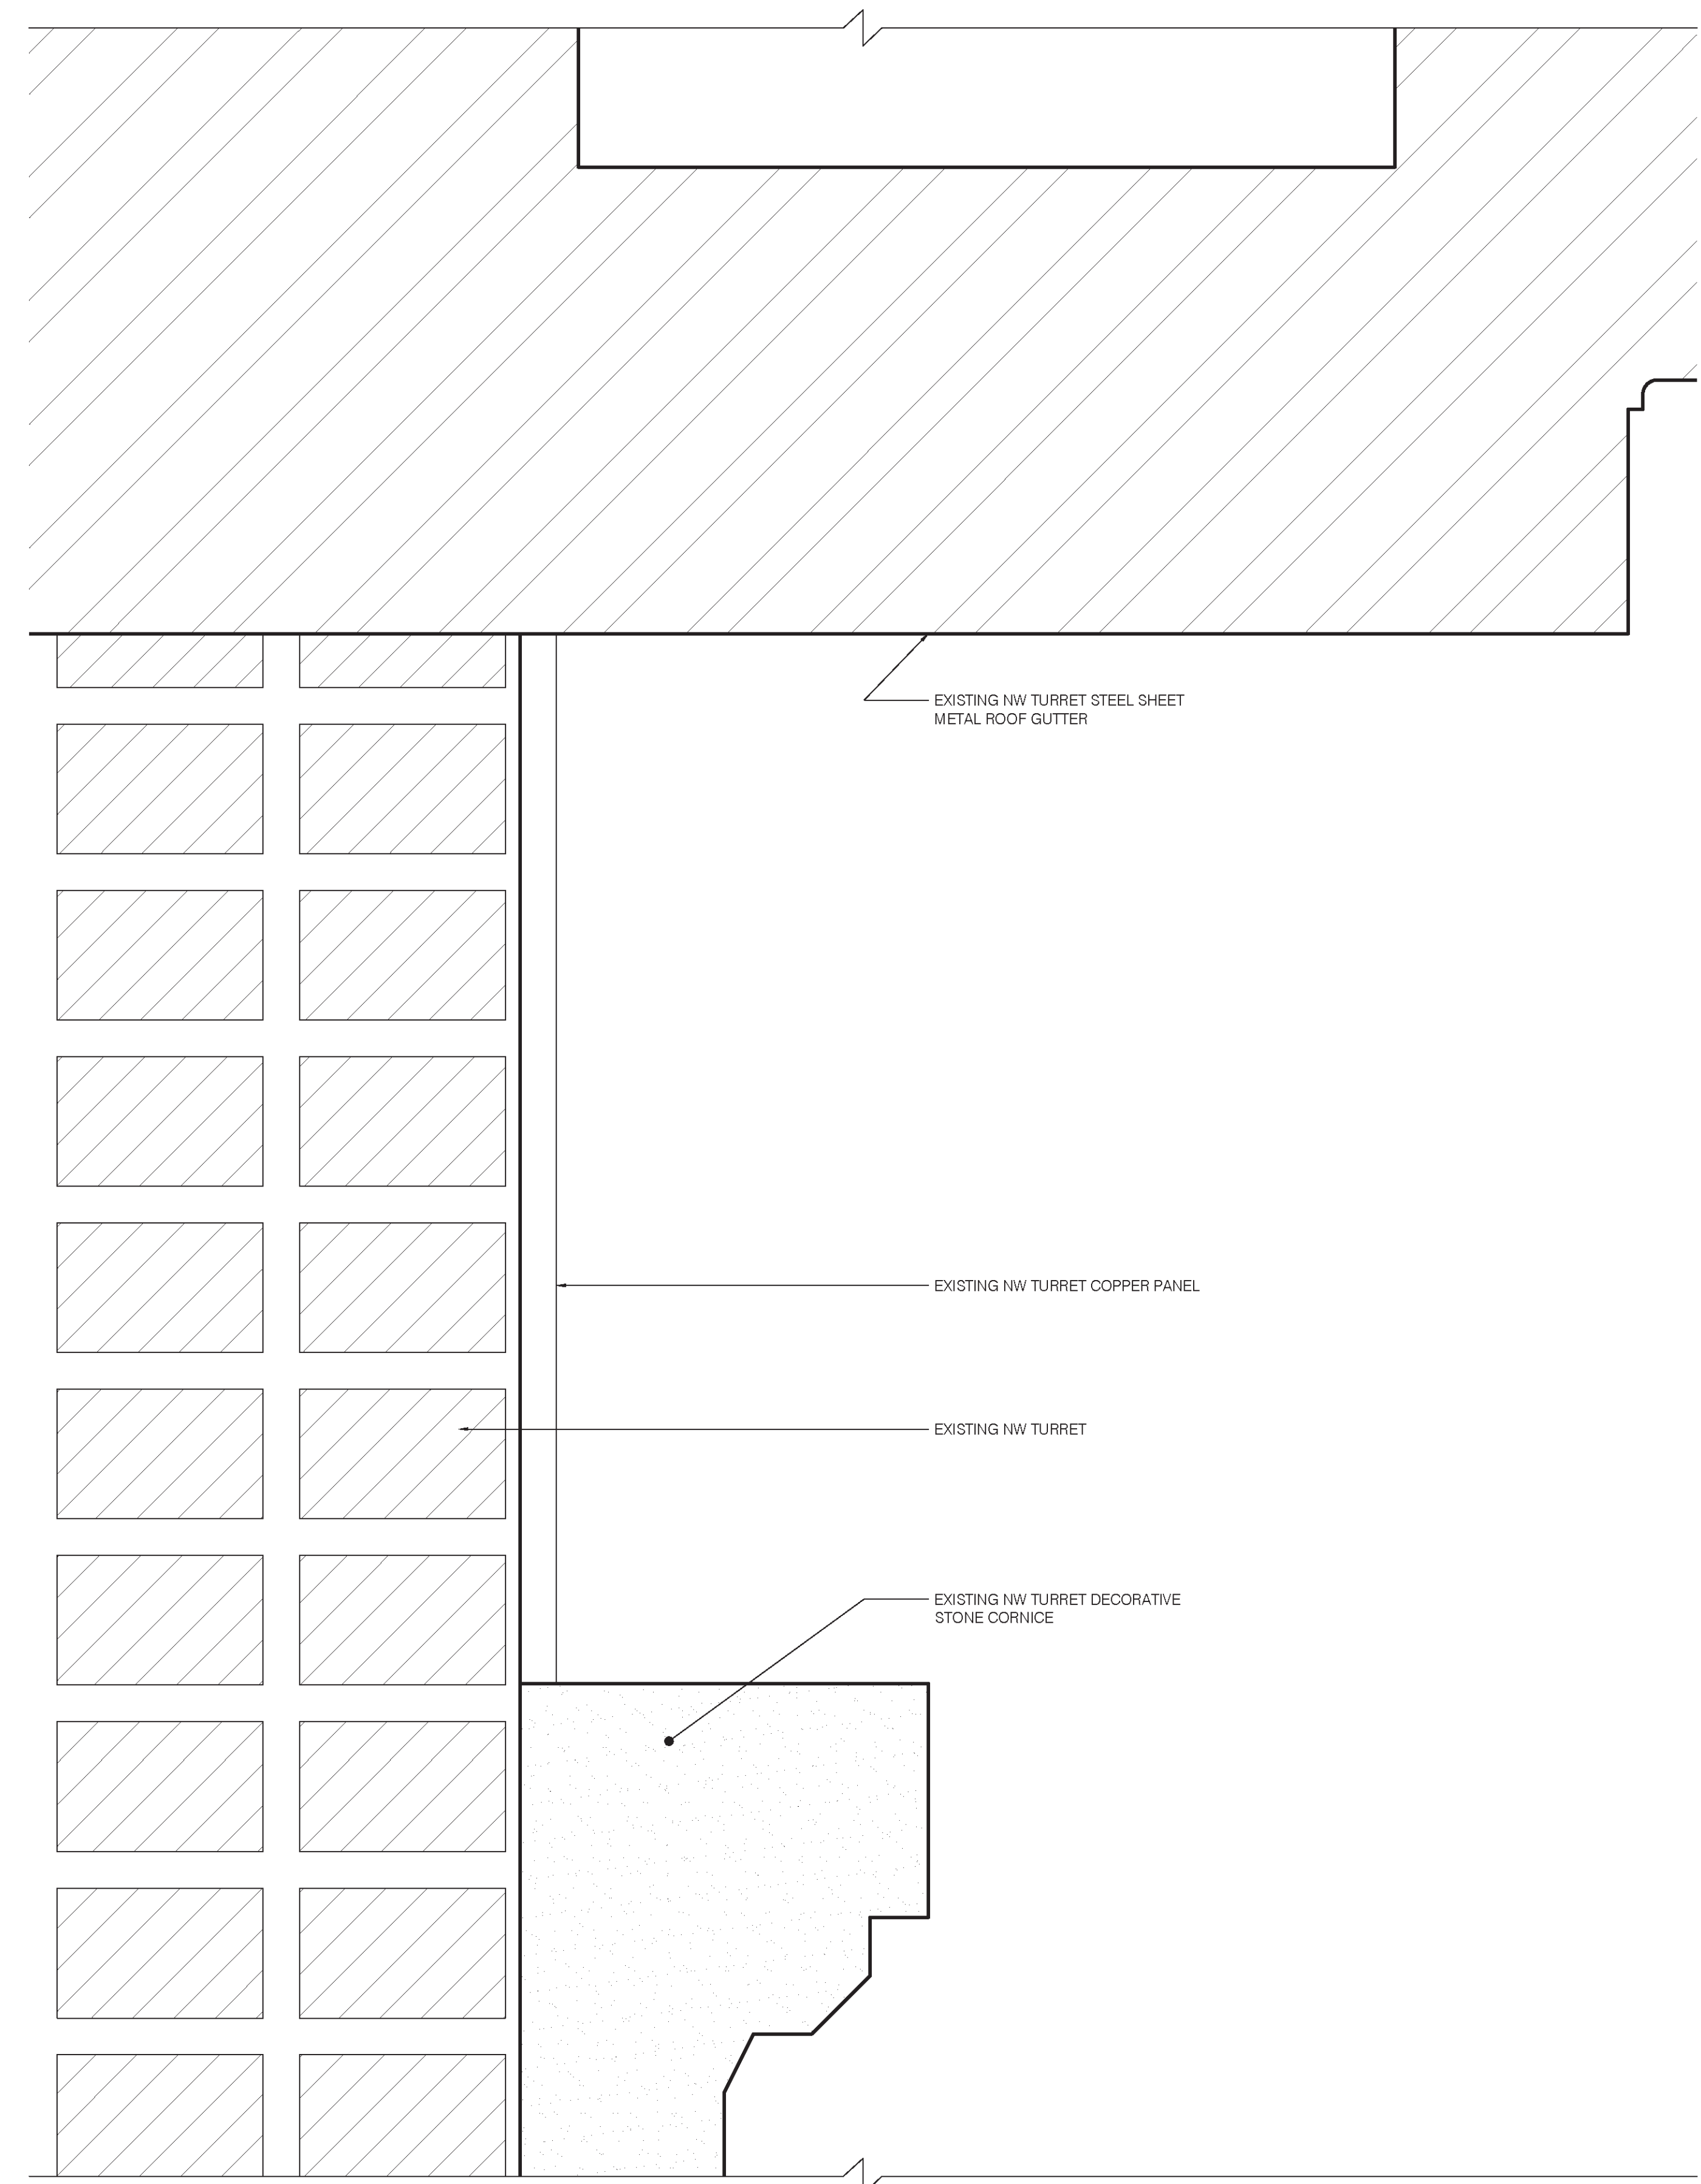 EXISTING NW TURRET STEEL SHEET
METAL ROOF GUTTER
EXISTING NW TURRET COPPER PANEL
EXISTING NW TURRET
EXISTING NW TURRET DECORATIVE
STONE CORNICE